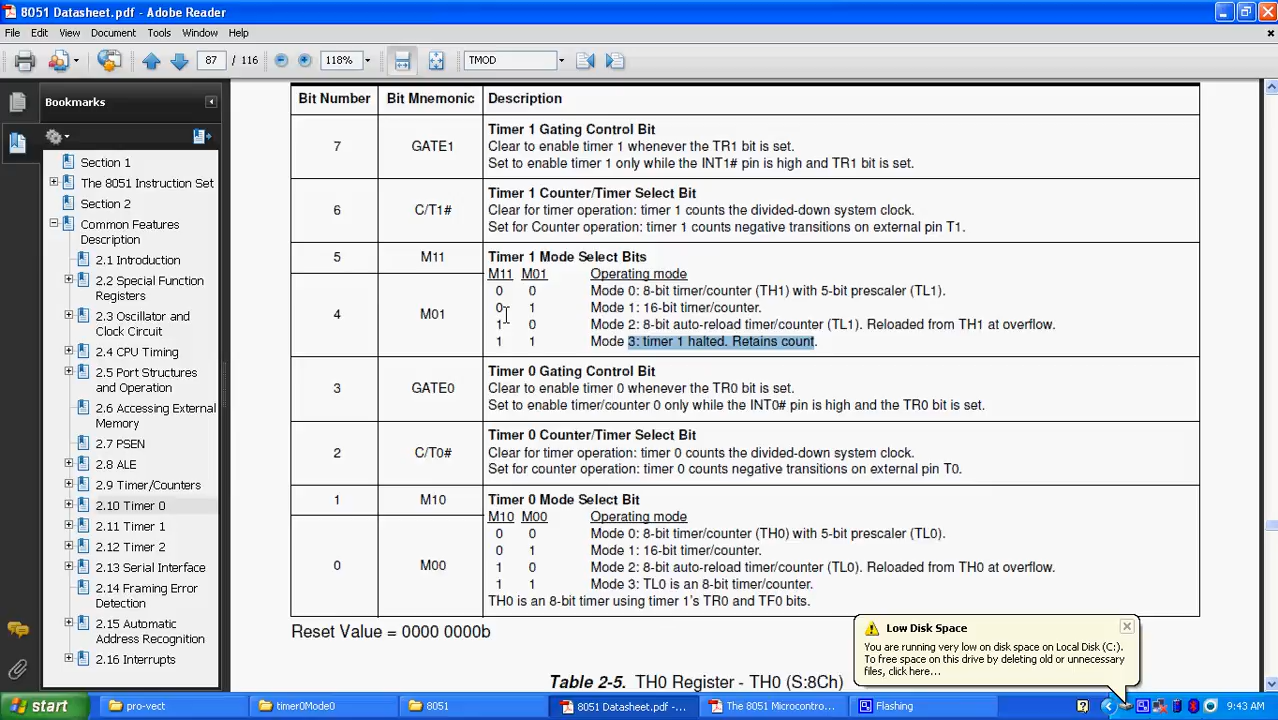 8051 Datasheet.pdf - Adobe Reader
File Edit View Document Tools Window Help
87 / 116 118% TMOD
Bookmarks
Section 1
The 8051 Instruction Set
Section 2
Common Features
Description
2.1 Introduction
2.2 Special Function
Registers
2.3 Oscillator and
Clock Circuit
2.4 CPU Timing
2.5 Port Structures
and Operation
2.6 Accessing External
Memory
2.7 PSEN
2.8 ALE
2.9 Timer/Counters
2.10 Timer 0
2.11 Timer 1
2.12 Timer 2
2.13 Serial Interface
2.14 Framing Error
Detection
2.15 Automatic
Address Recognition
2.16 Interrupts
Bit Number Bit Mnemonic Description
Timer 1 Gating Control Bit
7 GATE1 Clear to enable timer 1 whenever the TR1 bit is set.
Set to enable timer 1 only while the INT1# pin is high and TR1 bit is set.
Timer 1 Counter/Timer Select Bit
6 C/T1# Clear for timer operation: timer 1 counts the divided-down system clock.
Set for Counter operation: timer 1 counts negative transitions on external pin T1.
5 M11 Timer 1 Mode Select Bits
M11 M01 Operating mode
0 0 Mode 0: 8-bit timer/counter (TH1) with 5-bit prescaler (TL1).
4 M01 0 1 Mode 1: 16-bit timer/counter.
1 0 Mode 2: 8-bit auto-reload timer/counter (TL1). Reloaded from TH1 at overflow.
1 1 Mode 3: timer 1 halted. Retains count.
Timer 0 Gating Control Bit
3 GATE0 Clear to enable timer 0 whenever the TR0 bit is set.
Set to enable timer/counter 0 only while the INT0# pin is high and the TR0 bit is set.
Timer 0 Counter/Timer Select Bit
2 C/T0# Clear for timer operation: timer 0 counts the divided-down system clock.
Set for counter operation: timer 0 counts negative transitions on external pin T0.
1 M10 Timer 0 Mode Select Bit
M10 M00 Operating mode
0 0 Mode 0: 8-bit timer/counter (TH0) with 5-bit prescaler (TL0).
0 1 Mode 1: 16-bit timer/counter.
0 M00 1 0 Mode 2: 8-bit auto-reload timer/counter (TL0). Reloaded from TH0 at overflow.
1 1 Mode 3: TL0 is an 8-bit timer/counter.
TH0 is an 8-bit timer using timer 1's TR0 and TF0 bits.
Reset Value = 0000 0000b
Table 2-5. TH0 Register - TH0 (S:8Ch)
Low Disk Space
You are running very low on disk space on Local Disk (C:).
To free space on this drive by deleting old or unnecessary
files, click here...
start pro-vect timer0Mode0 8051 8051 Datasheet.pdf -... The 8051 Microcontro... Flashing 9:43 AM